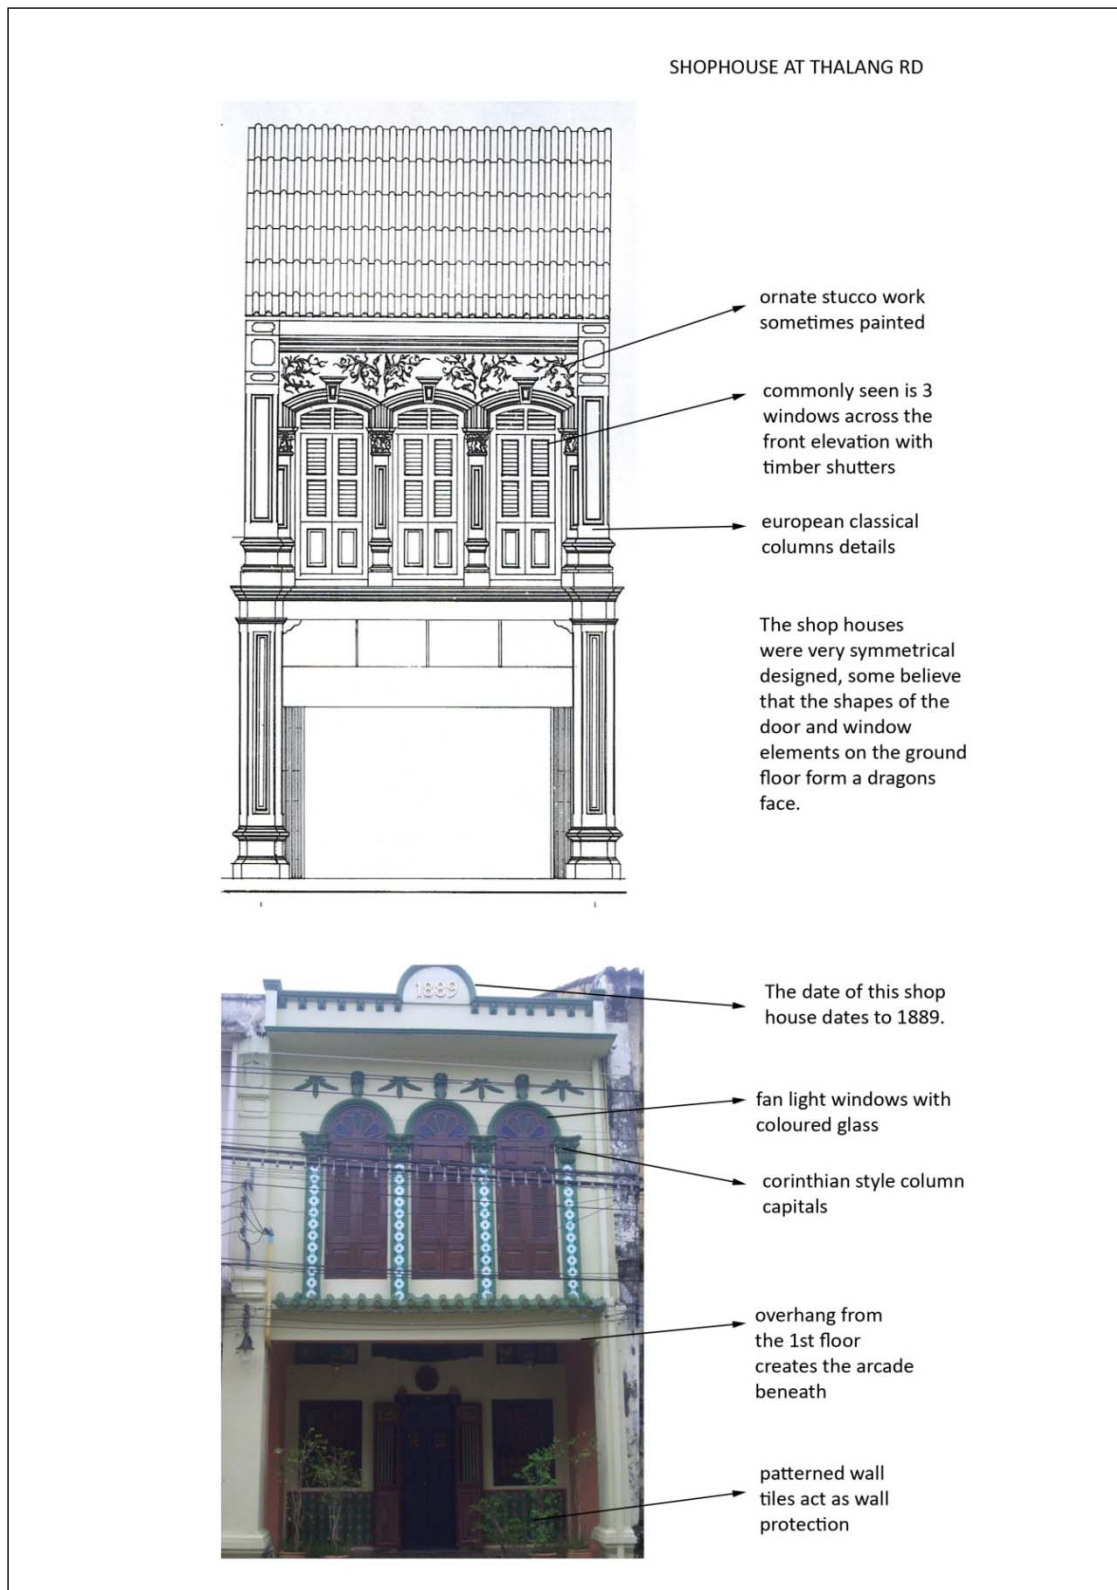 SHOPHOUSE AT THALANG RD
ornate stucco work
sometimes painted
commonly seen is 3
windows across the
front elevation with
timber shutters
european classical
columns details
The shop houses
were very symmetrical
designed, some believe
that the shapes of the
door and window
elements on the ground
floor form a dragons
face.
1889
The date of this shop
house dates to 1889.
fan light windows with
coloured glass
corinthian style column
capitals
overhang from
the 1st floor
creates the arcade
beneath
patterned wall
tiles act as wall
protection